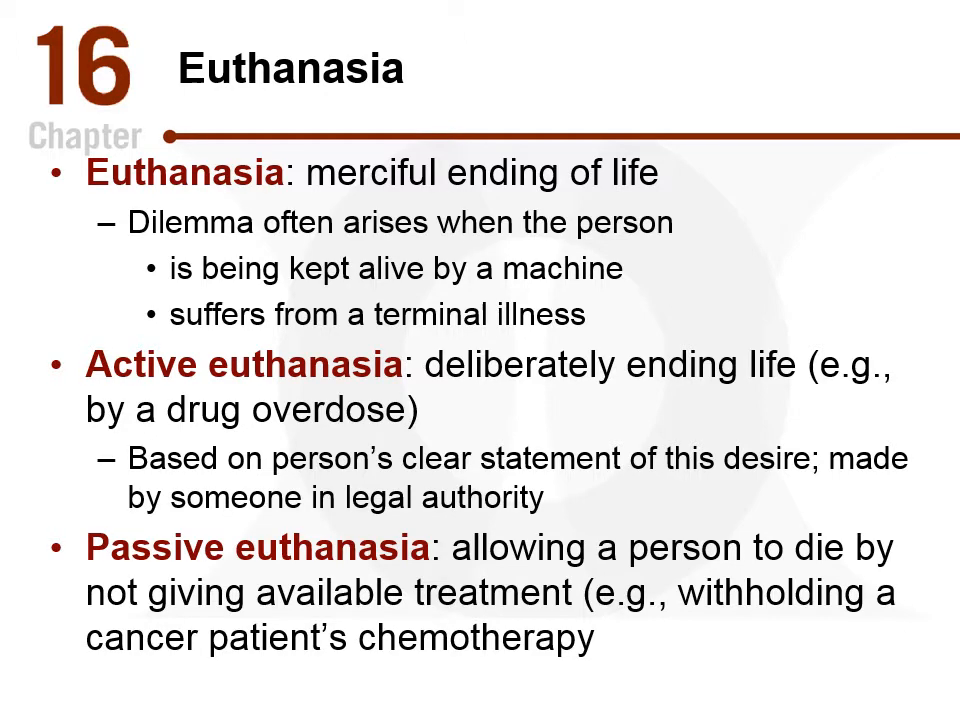 16
Chapter
Euthanasia
• Euthanasia: merciful ending of life
– Dilemma often arises when the person
• is being kept alive by a machine
• suffers from a terminal illness
• Active euthanasia: deliberately ending life (e.g.,
by a drug overdose)
– Based on person’s clear statement of this desire; made
by someone in legal authority
• Passive euthanasia: allowing a person to die by
not giving available treatment (e.g., withholding a
cancer patient’s chemotherapy